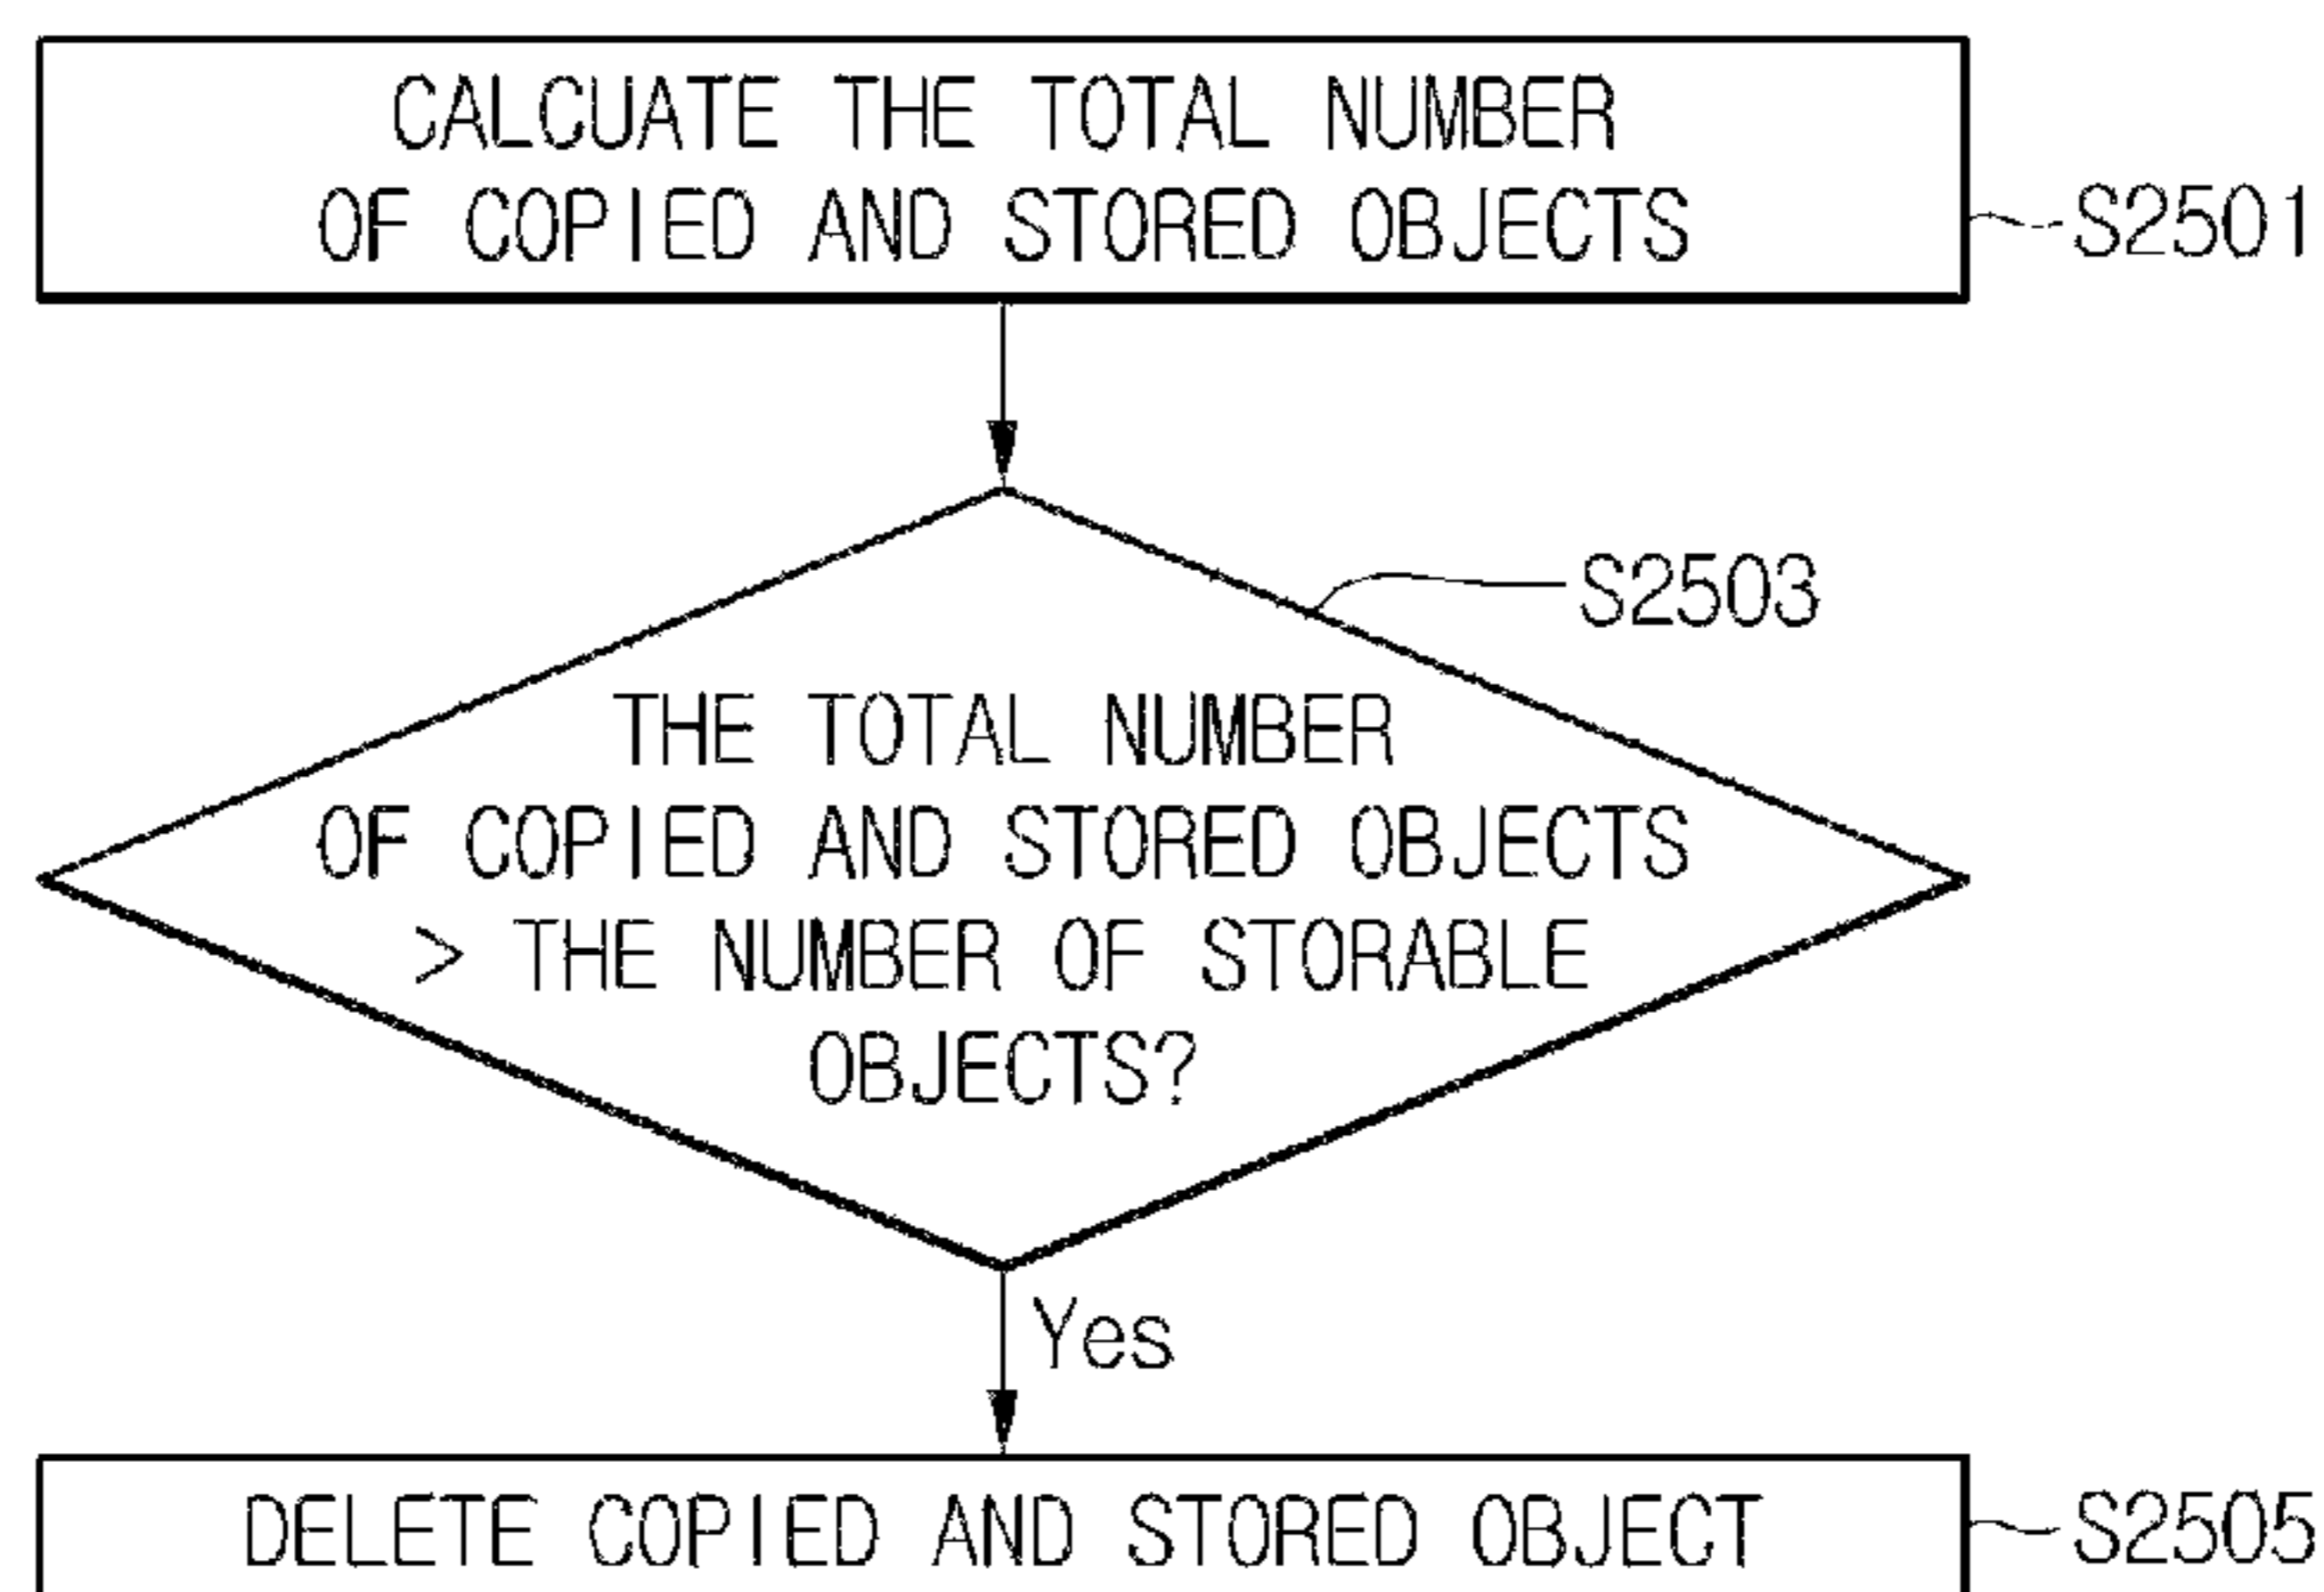 CALCUATE THE TOTAL NUMBER
OF COPIED AND STORED OBJECTS
S2501
S2503
THE TOTAL NUMBER
OF COPIED AND STORED OBJECTS
> THE NUMBER OF STORABLE
OBJECTS?
Yes
DELETE COPIED AND STORED OBJECT
S2505